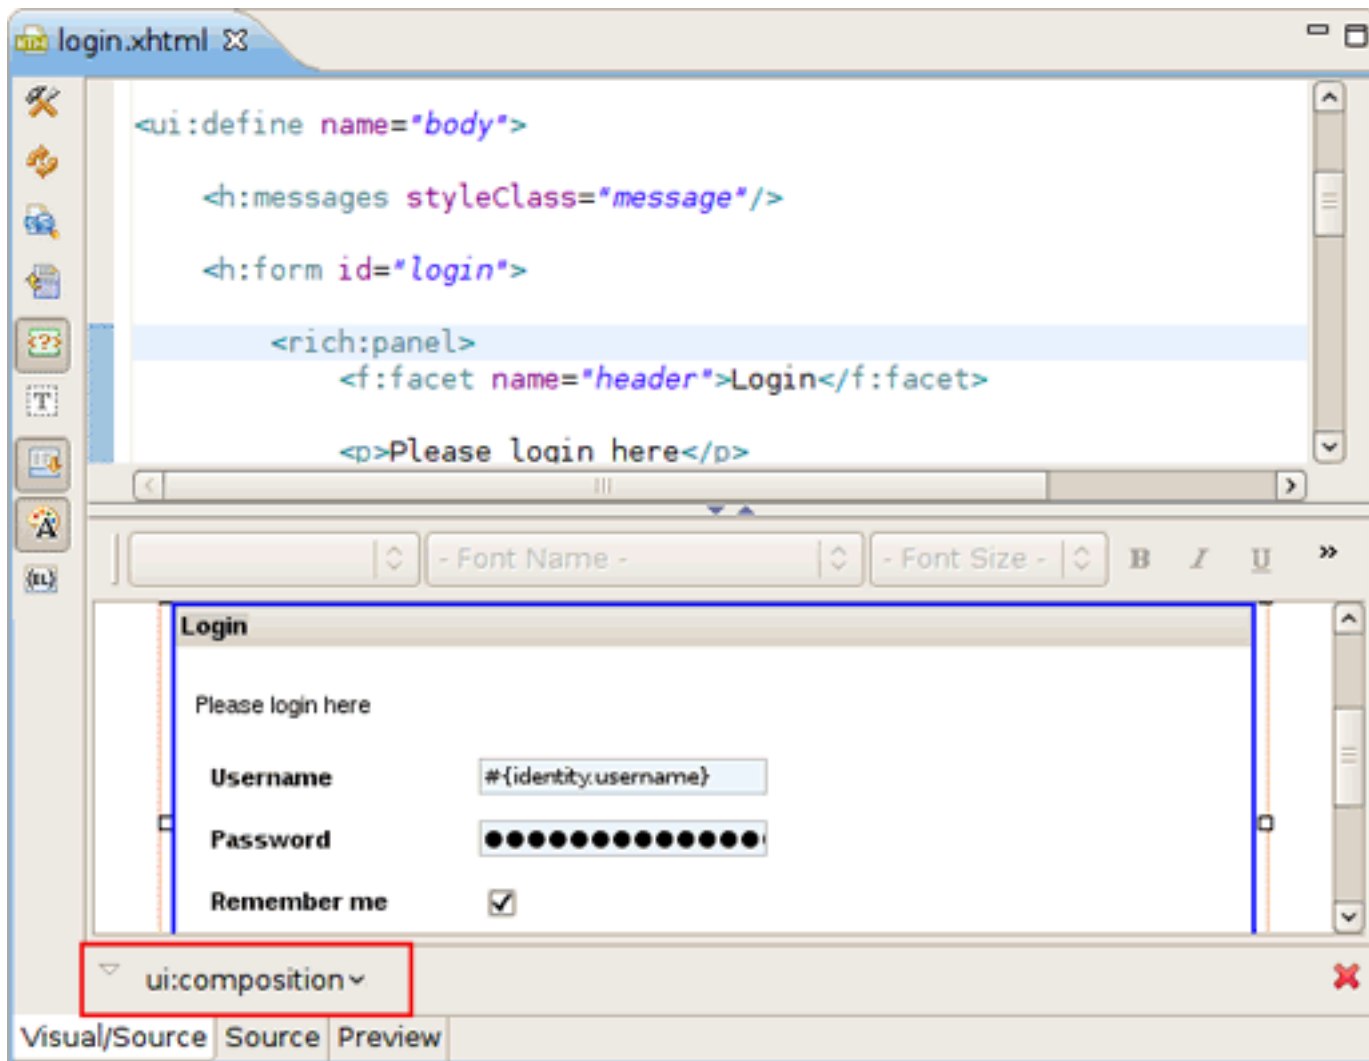 login.xhtml
<ui:define name="body">
<h:messages styleClass="message"/>
<h:form id="login">
<rich:panel>
<f:facet name="header">Login</f:facet>
<p>Please login here</p>
- Font Name -
- Font Size -
B I U »
Login
Please login here
Username #{identity.username}
Password
Remember me
ui:composition
Visual/Source Source Preview